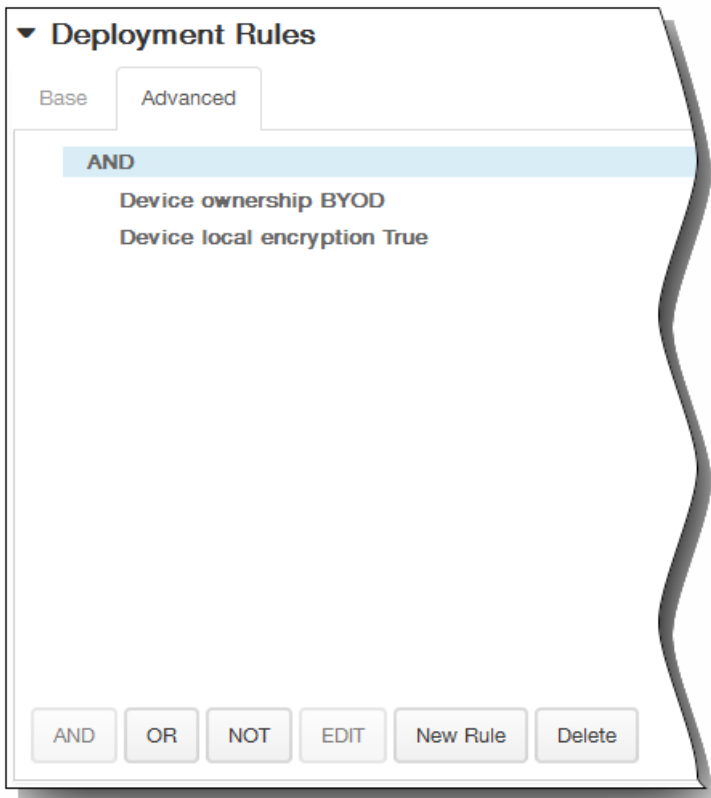 Deployment Rules
Base Advanced
AND
Device ownership BYOD
Device local encryption True
AND OR NOT EDIT New Rule Delete